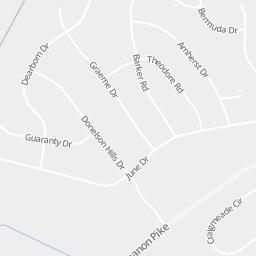 Bermuda Dr
Dearborn Dr
Graeme Dr
Barker Rd
Theodore Rd
Amherst Dr
Guaranty Dr
Donelson Hills Dr
June Dr
anon Pike
Craigmeade Cir